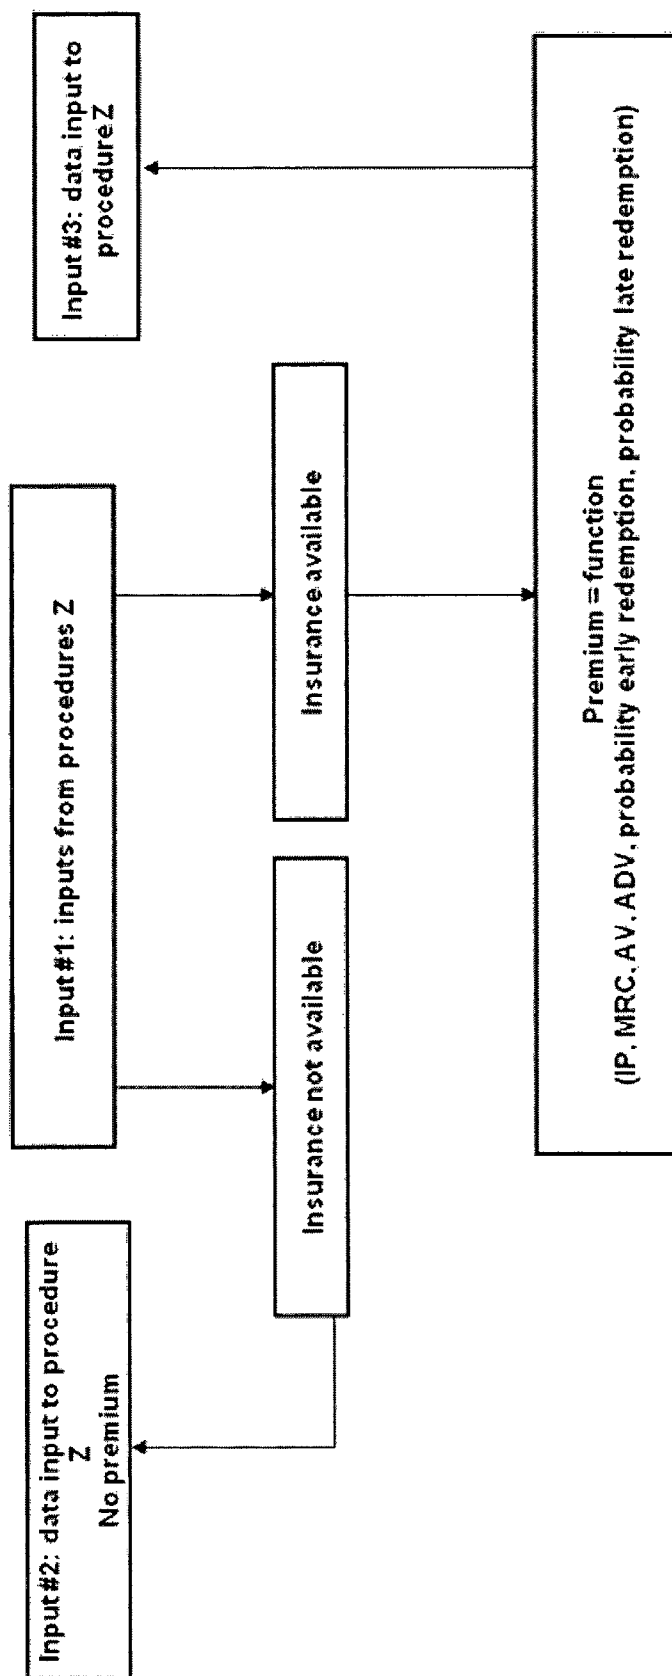 Input #2: data input to procedure
Z
No premium
Input #1: inputs from procedures Z
Input #3: data input to
procedure Z
Insurance not available
Insurance available
Premium = function
(IP, MRC, AV, ADV, probability early redemption, probability late redemption)